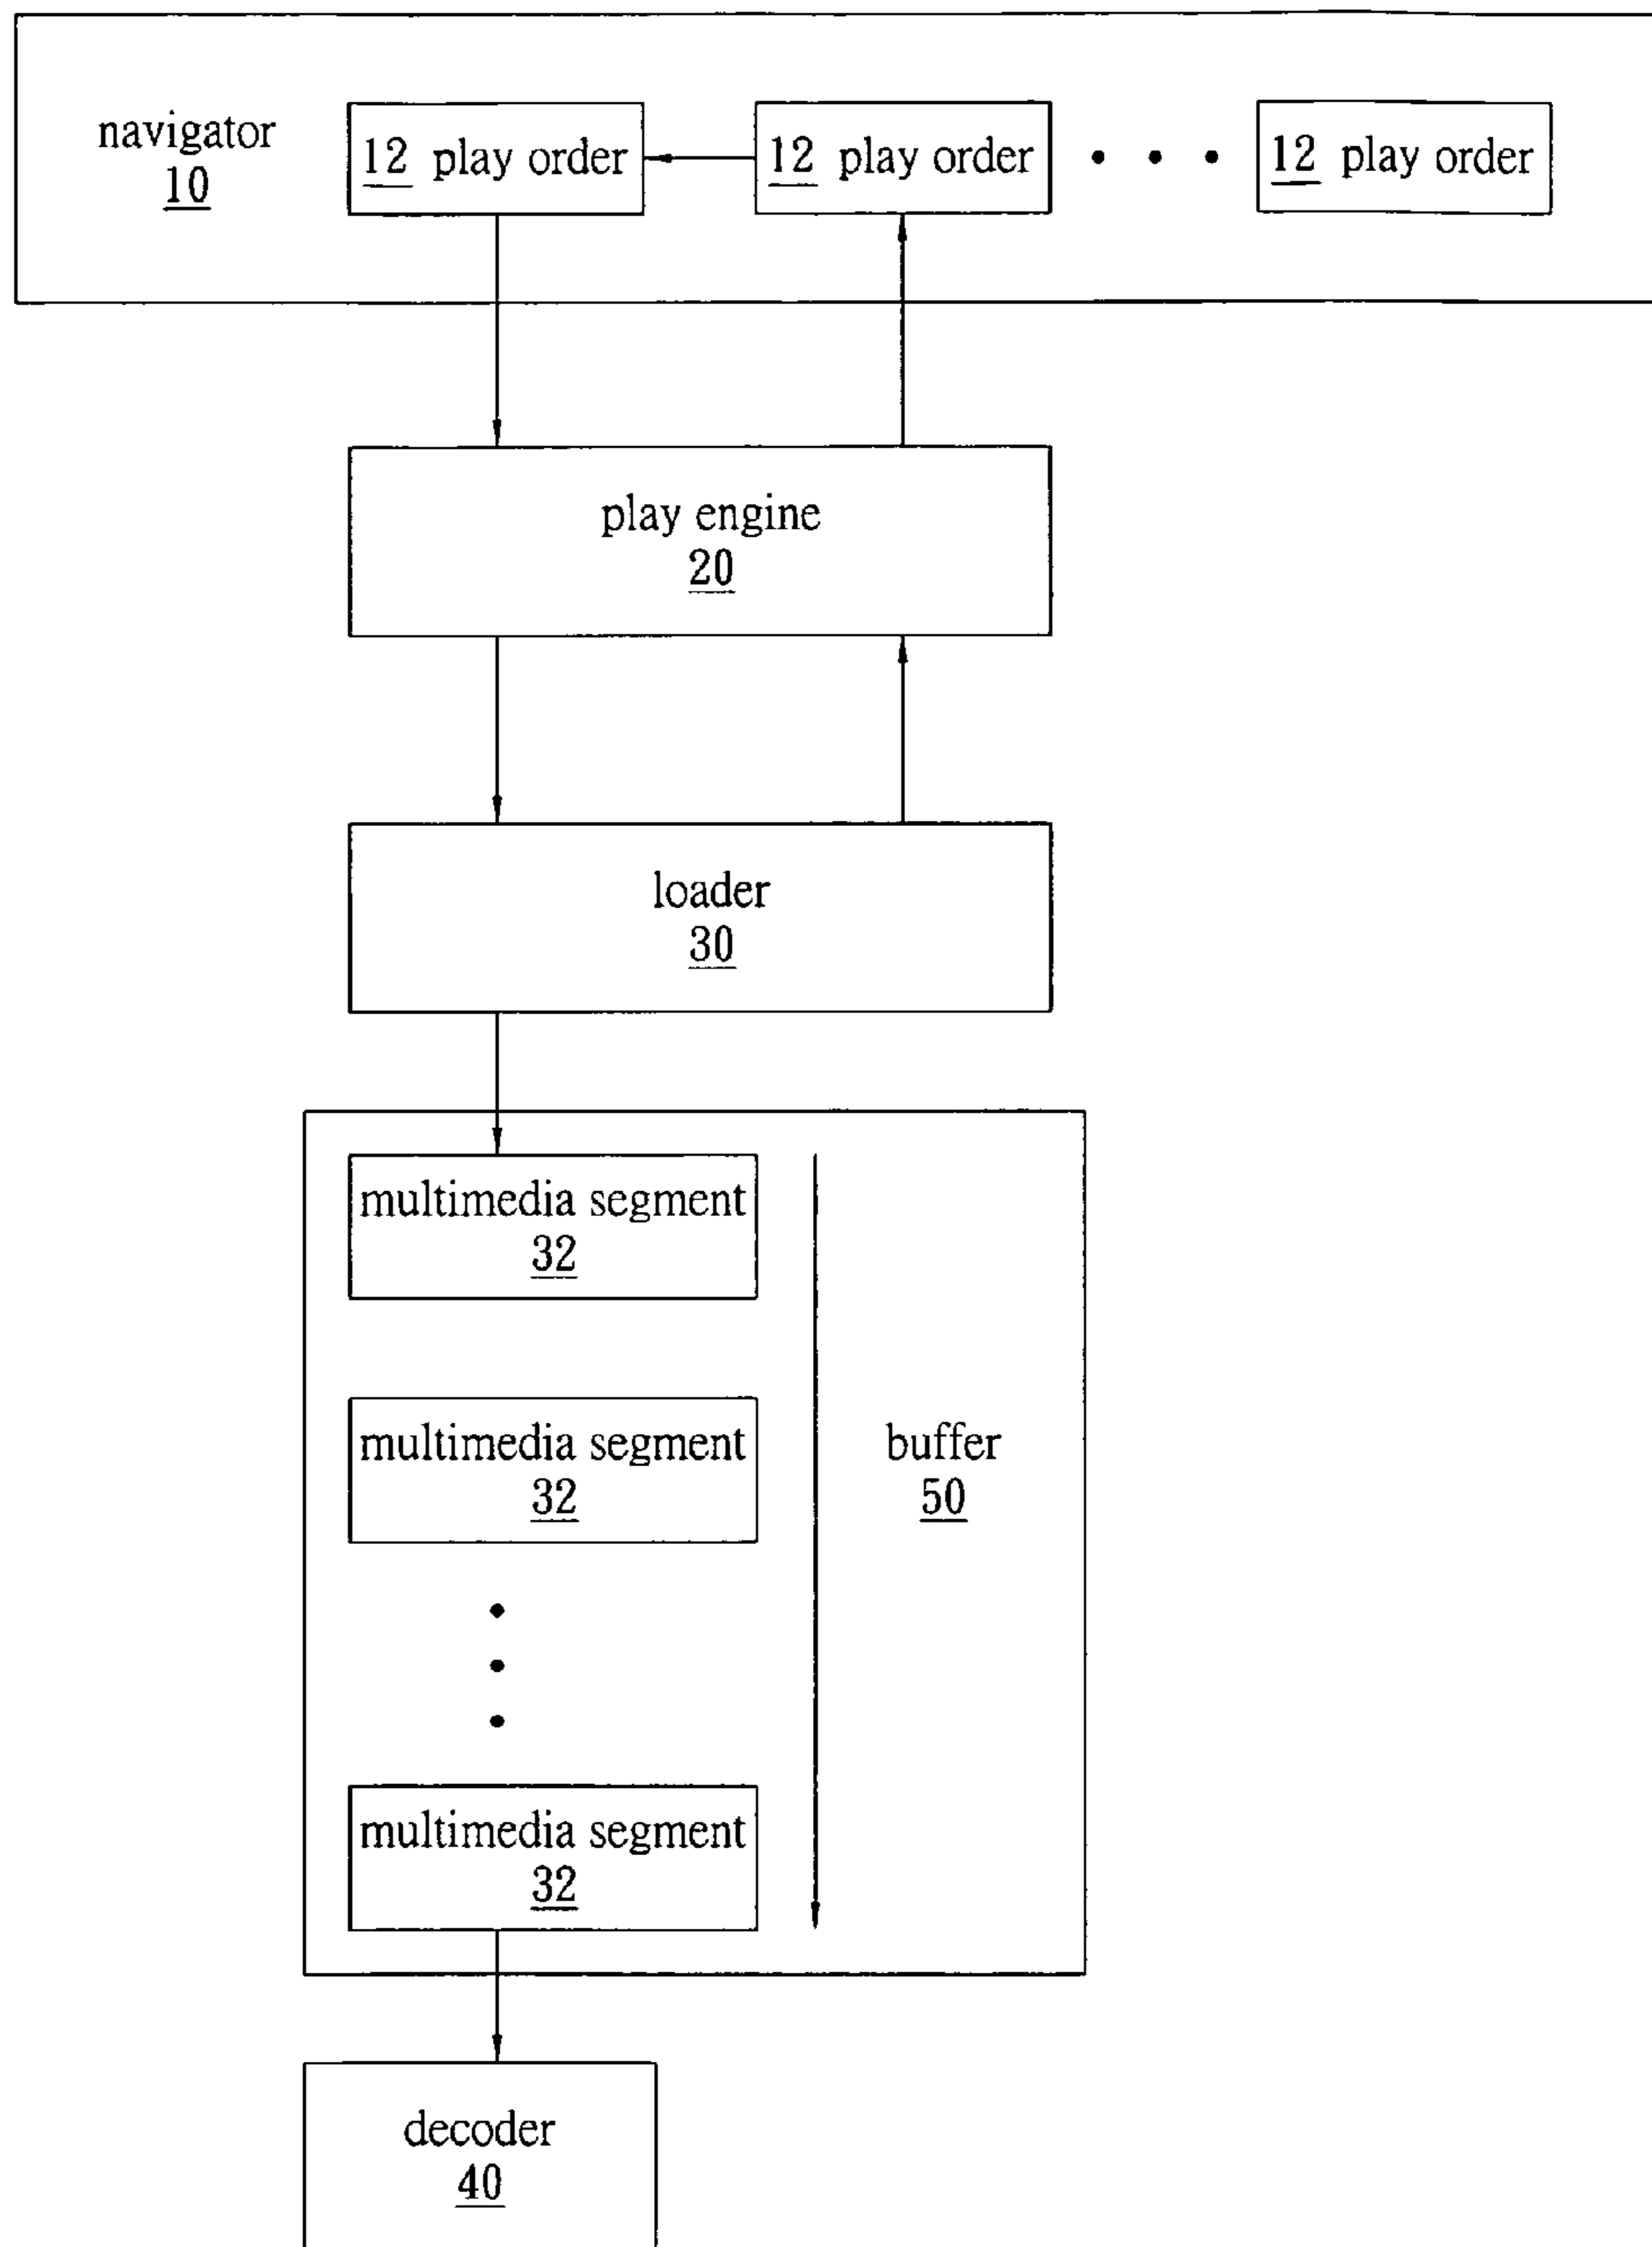 navigator
10
12 play order
12 play order
12 play order
play engine
20
loader
30
multimedia segment
32
multimedia segment
32
buffer
50
multimedia segment
32
decoder
40